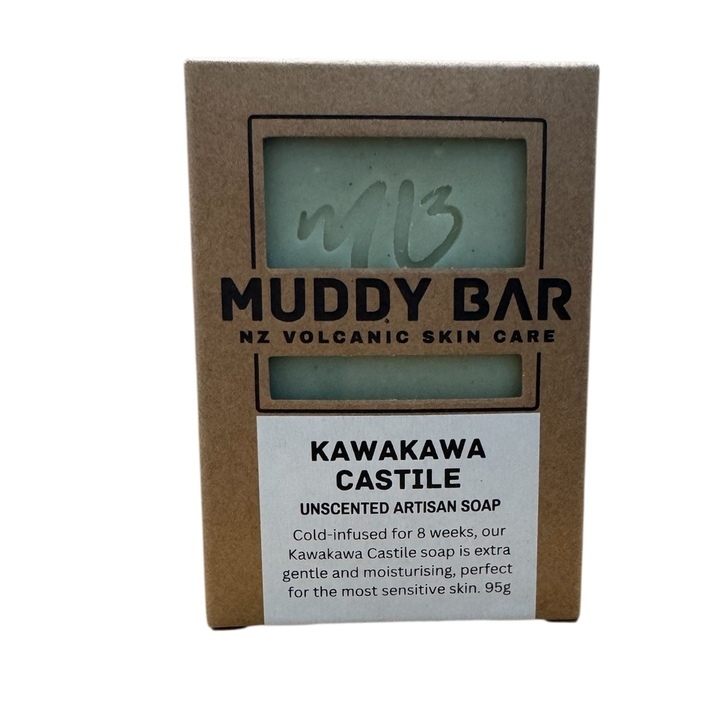 MB
MUDDY BAR
NZ VOLCANIC SKIN CARE
KAWAKAWA
CASTILE
UNSCENTED ARTISAN SOAP
Cold-infused for 8 weeks, our
Kawakawa Castile soap is extra
gentle and moisturising, perfect
for the most sensitive skin. 95g